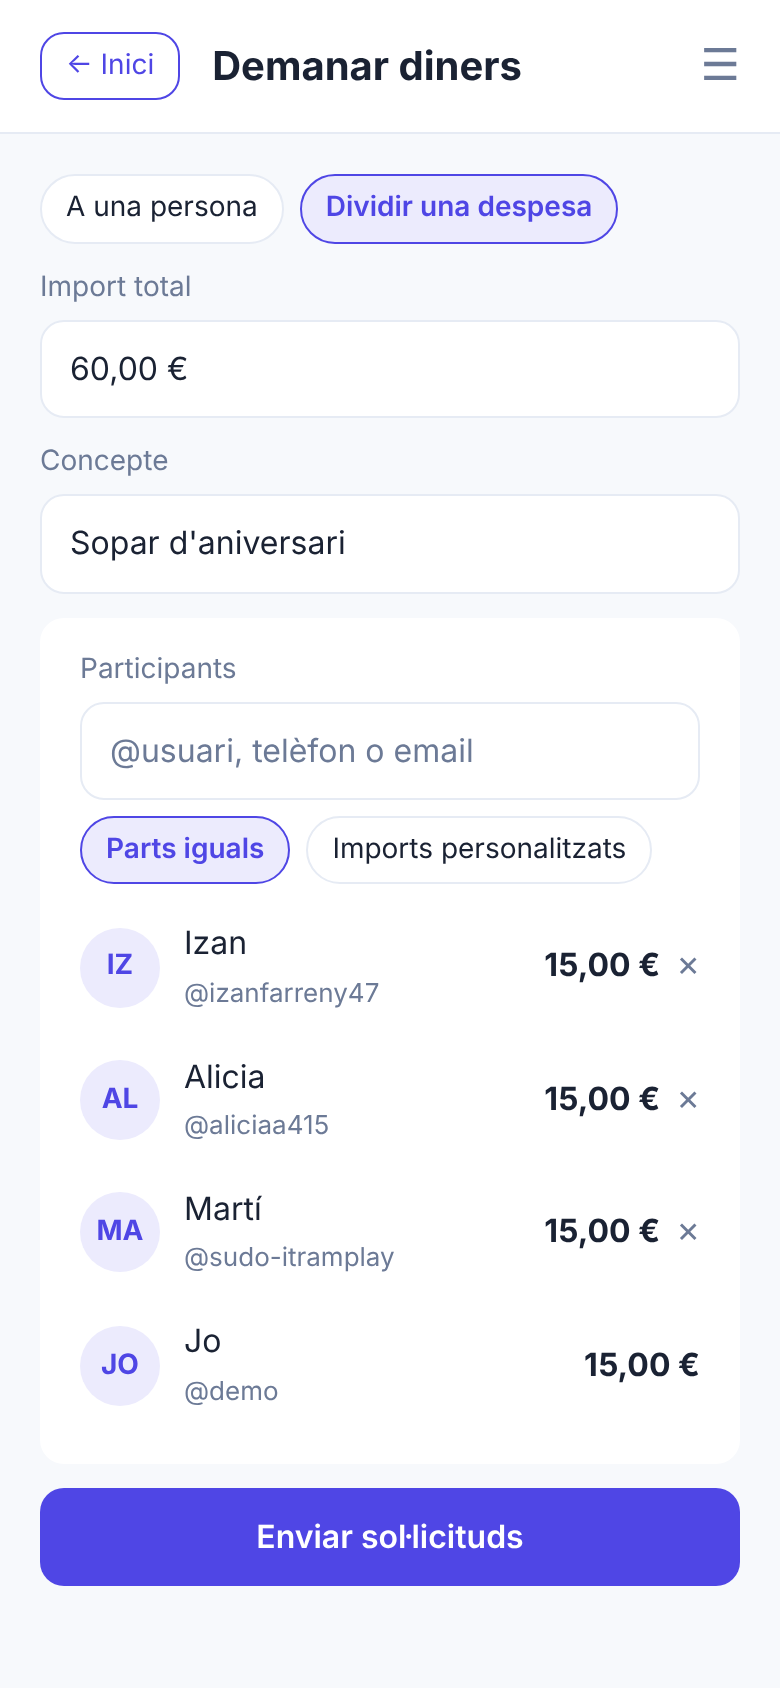 ← Inici
Demanar diners
☰
A una persona
Dividir una despesa
Import total
60,00 €
Concepte
Sopar d'aniversari
Participants
@usuari, telèfon o email
Parts iguals
Imports personalitzats
IZ
Izan
@izanfarreny47
15,00 € ×
AL
Alicia
@aliciaa415
15,00 € ×
MA
Martí
@sudo-itramplay
15,00 € ×
JO
Jo
@demo
15,00 €
Enviar sol·licituds